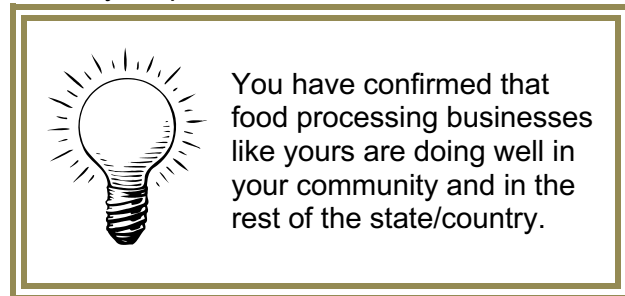 You have confirmed that
food processing businesses
like yours are doing well in
your community and in the
rest of the state/country.